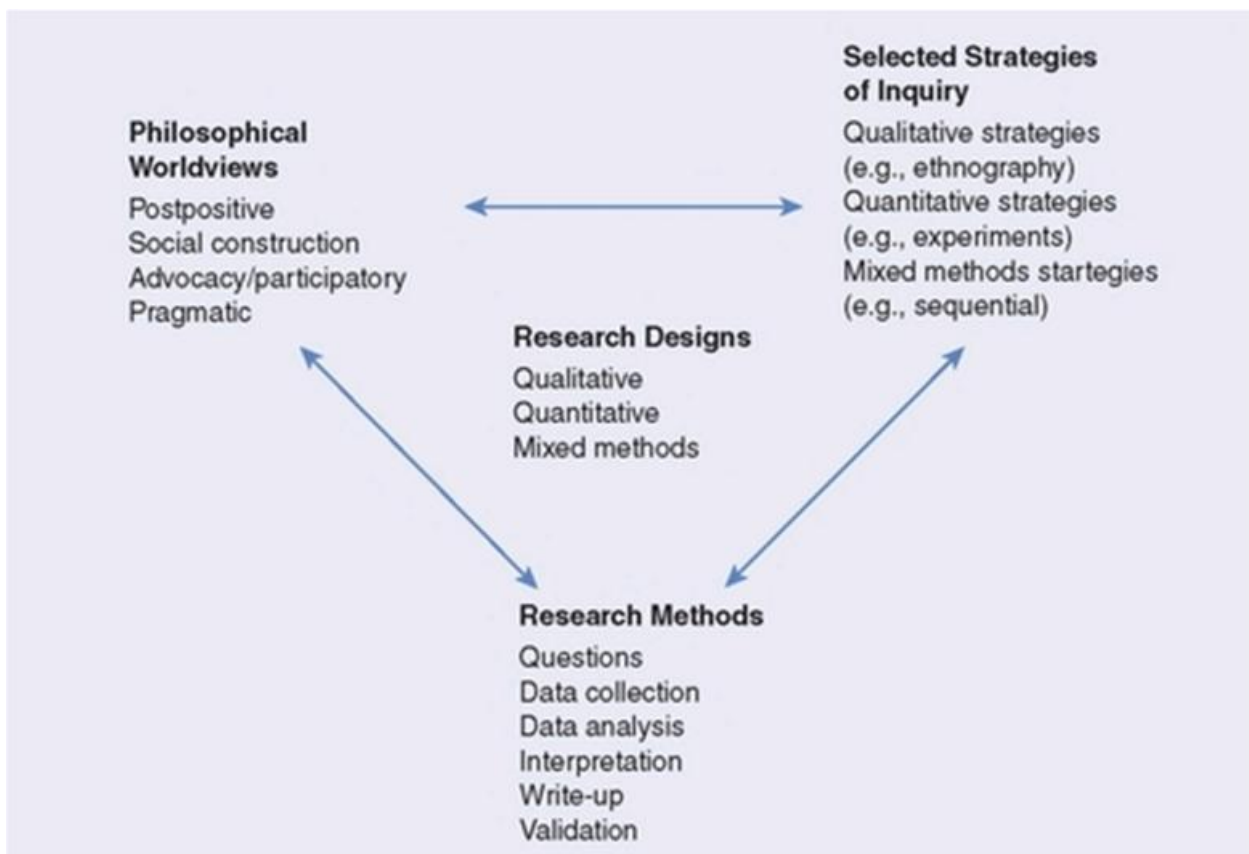 Philosophical
Worldviews
Postpositive
Social construction
Advocacy/participatory
Pragmatic
Selected Strategies
of Inquiry
Qualitative strategies
(e.g., ethnography)
Quantitative strategies
(e.g., experiments)
Mixed methods startegies
(e.g., sequential)
Research Designs
Qualitative
Quantitative
Mixed methods
Research Methods
Questions
Data collection
Data analysis
Interpretation
Write-up
Validation